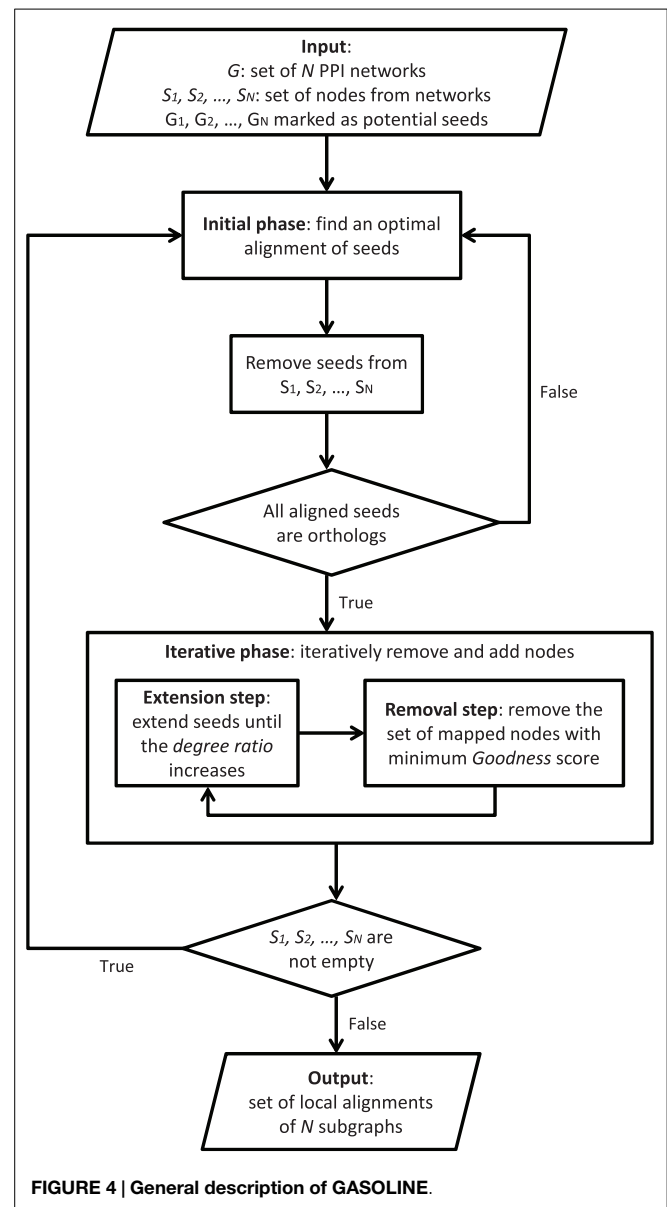 Input:
G: set of N PPI networks
S1, S2, ..., SN: set of nodes from networks
G1, G2, ..., GN marked as potential seeds
Initial phase: find an optimal
alignment of seeds
Remove seeds from
S1, S2, ..., SN
False
All aligned seeds
are orthologs
True
Iterative phase: iteratively remove and add nodes
Extension step:
extend seeds until
the degree ratio
increases
Removal step: remove the
set of mapped nodes with
minimum Goodness score
S1, S2, ..., SN are
not empty
True
False
Output:
set of local alignments
of N subgraphs
FIGURE 4 | General description of GASOLINE.